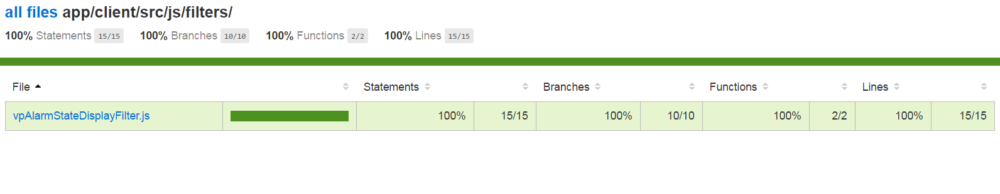 all files app/client/src/js/filters/
100% Statements 15/15 100% Branches 10/10 100% Functions 2/2 100% Lines 15/15
File Statements Branches Functions Lines
vpAlarmStateDisplayFilter.js 100% 15/15 100% 10/10 100% 2/2 100% 15/15